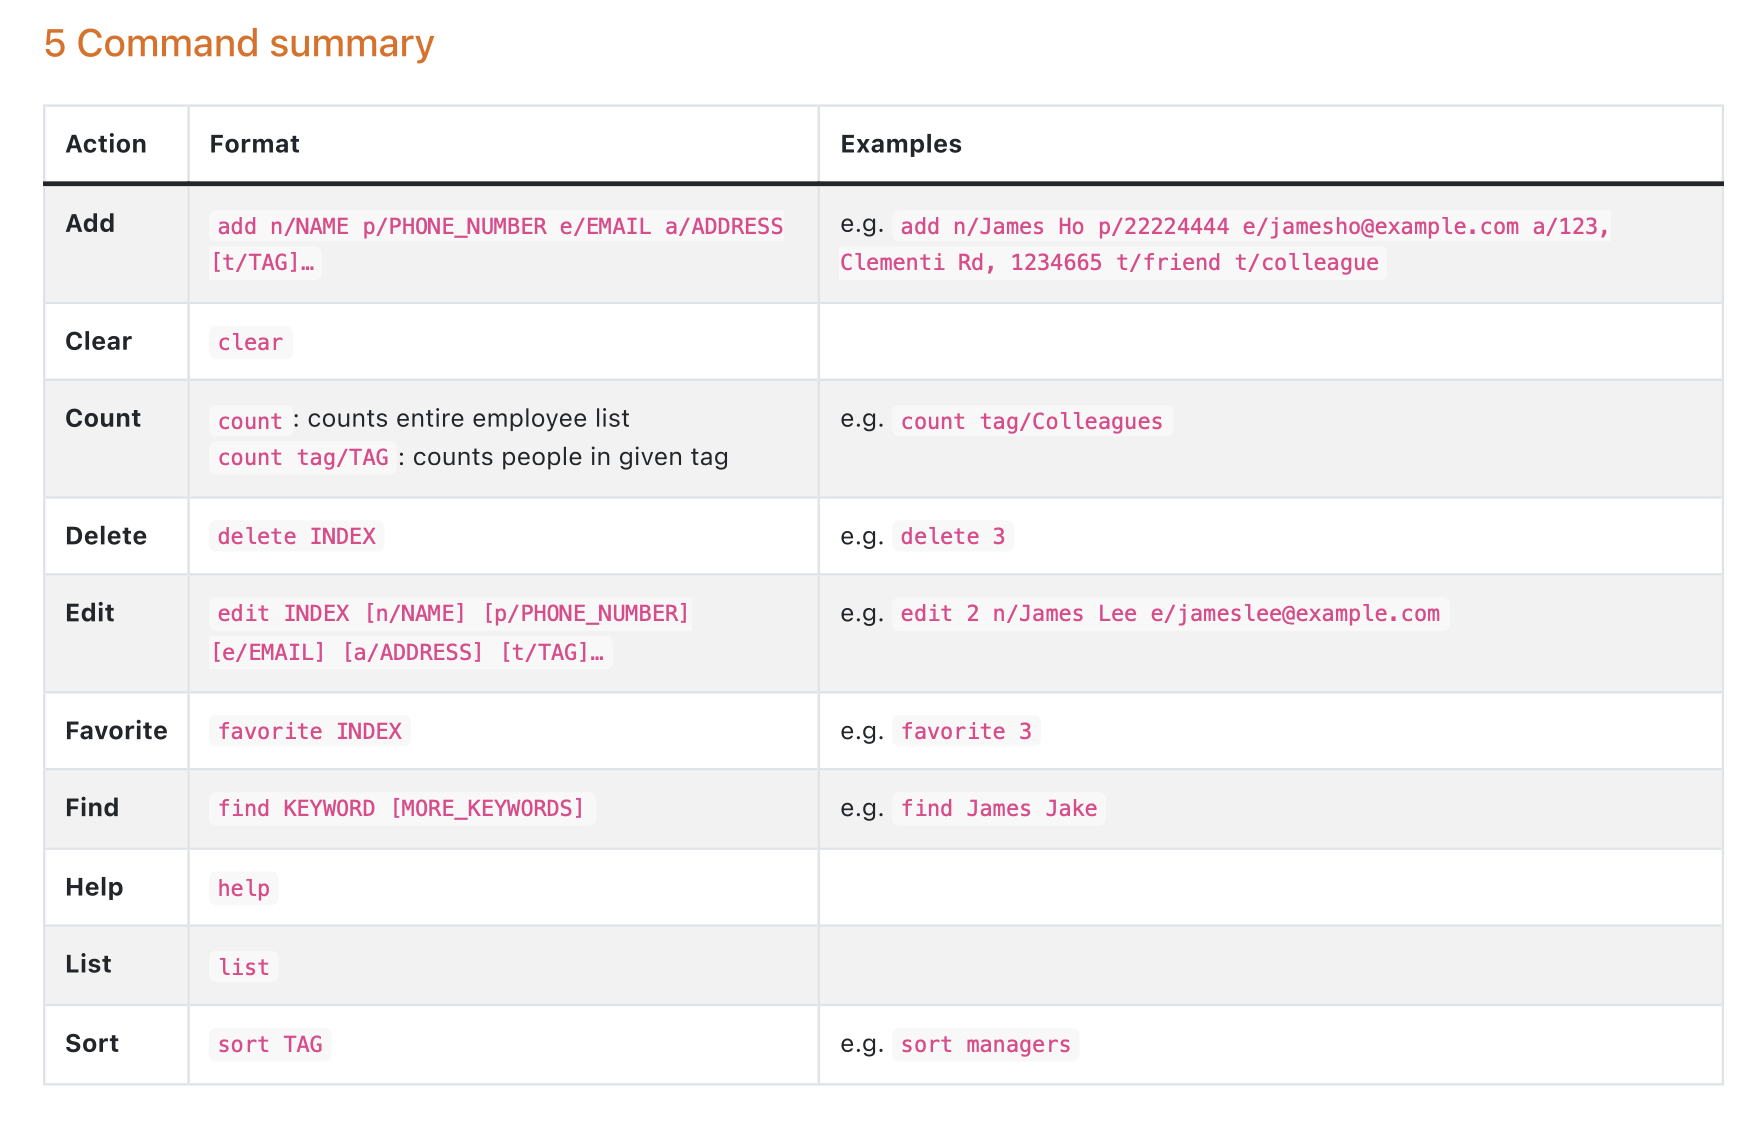 5 Command summary
Action Format Examples
Add add n/NAME p/PHONE_NUMBER e/EMAIL a/ADDRESS e.g. add n/James Ho p/22224444 e/jamesho@example.com a/123,
[t/TAG]… Clementi Rd, 1234665 t/friend t/colleague
Clear clear
Count count : counts entire employee list e.g. count tag/Colleagues
count tag/TAG : counts people in given tag
Delete delete INDEX e.g. delete 3
Edit edit INDEX [n/NAME] [p/PHONE_NUMBER] e.g. edit 2 n/James Lee e/jameslee@example.com
[e/EMAIL] [a/ADDRESS] [t/TAG]…
Favorite favorite INDEX e.g. favorite 3
Find find KEYWORD [MORE_KEYWORDS] e.g. find James Jake
Help help
List list
Sort sort TAG e.g. sort managers